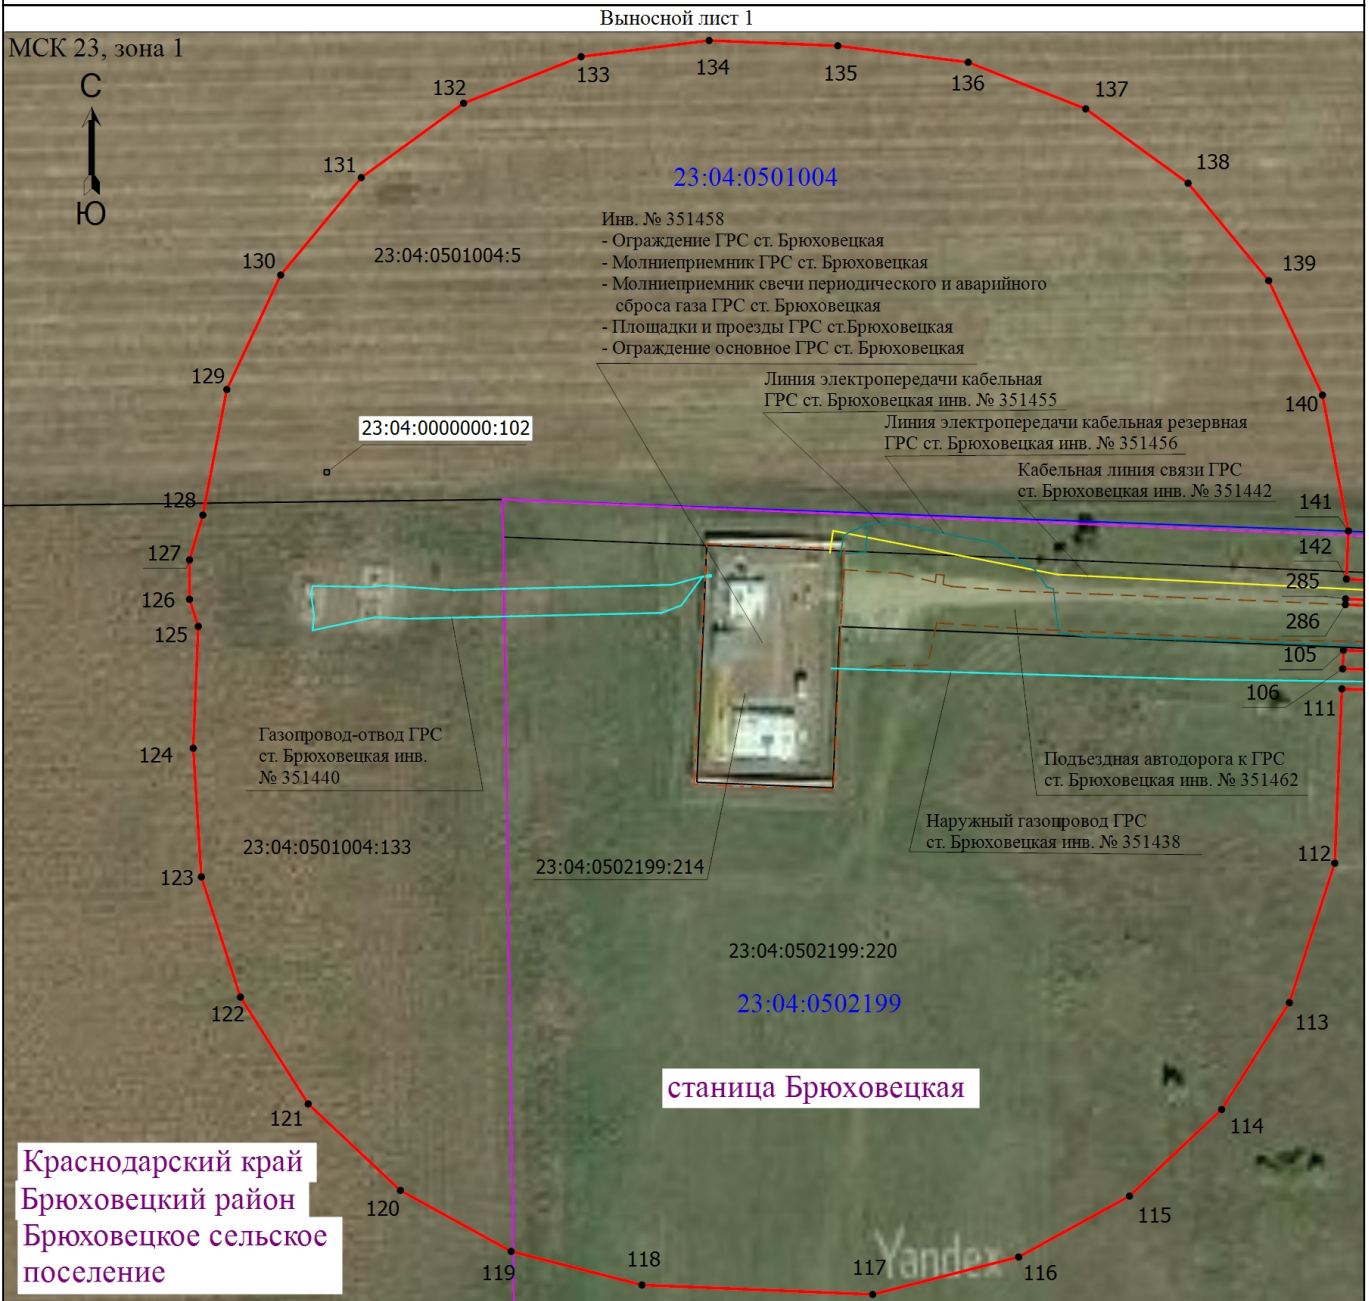 Выносной лист 1
МСК 23, зона 1
С
Ю
134
135
133
136
132
137
131
138
23:04:0501004
Инв. № 351458
- Ограждение ГРС ст. Брюховецкая
- Молниеприемник ГРС ст. Брюховецкая
- Молниеприемник свечи периодического и аварийного
сброса газа ГРС ст. Брюховецкая
- Площадки и проезды ГРС ст.Брюховецкая
- Ограждение основное ГРС ст. Брюховецкая
23:04:0501004:5
130
139
129
140
Линия электропередачи кабельная
ГРС ст. Брюховецкая инв. № 351455
Линия электропередачи кабельная резервная
ГРС ст. Брюховецкая инв. № 351456
Кабельная линия связи ГРС
ст. Брюховецкая инв. № 351442
23:04:0000000:102
128
141
127
142
126
285
125
286
105
106
111
Газопровод-отвод ГРС
ст. Брюховецкая инв.
№ 351440
124
Подъездная автодорога к ГРС
ст. Брюховецкая инв. № 351462
Наружный газопровод ГРС
ст. Брюховецкая инв. № 351438
23:04:0501004:133
23:04:0502199:214
123
112
23:04:0502199:220
23:04:0502199
122
113
станица Брюховецкая
121
114
Краснодарский край
Брюховецкий район
Брюховецкое сельское
поселение
120
115
119
118
117
116
Yandex